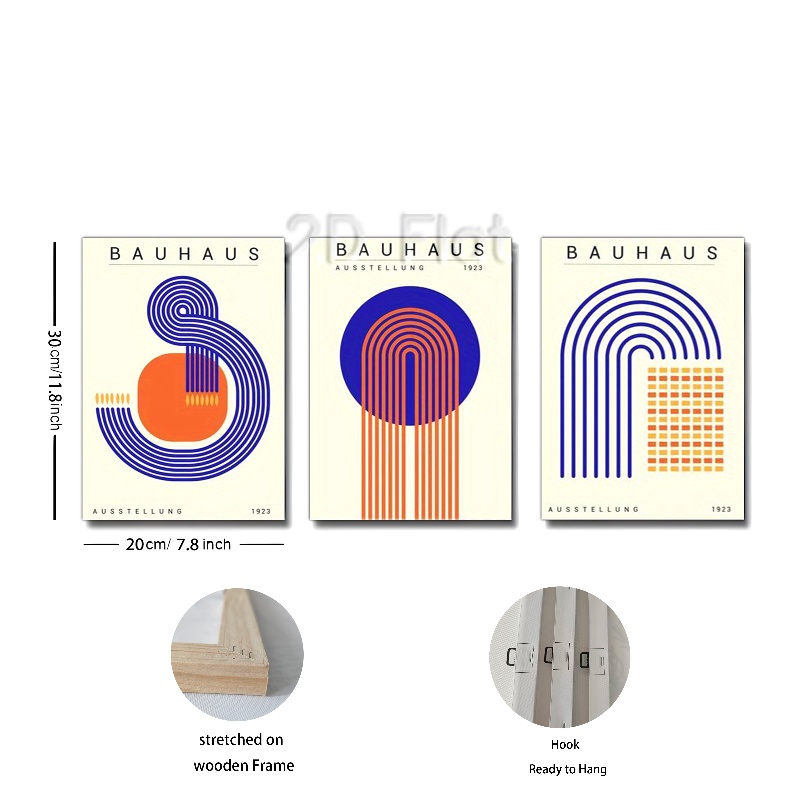 2D Flat
BAUHAUS
BAUHAUS
AUSSTELLUNG 1923
BAUHAUS
30cm/11.8inch
AUSSTELLUNG 1923
AUSSTELLUNG 1923
20cm/ 7.8 inch
stretched on
wooden Frame
Hook
Ready to Hang